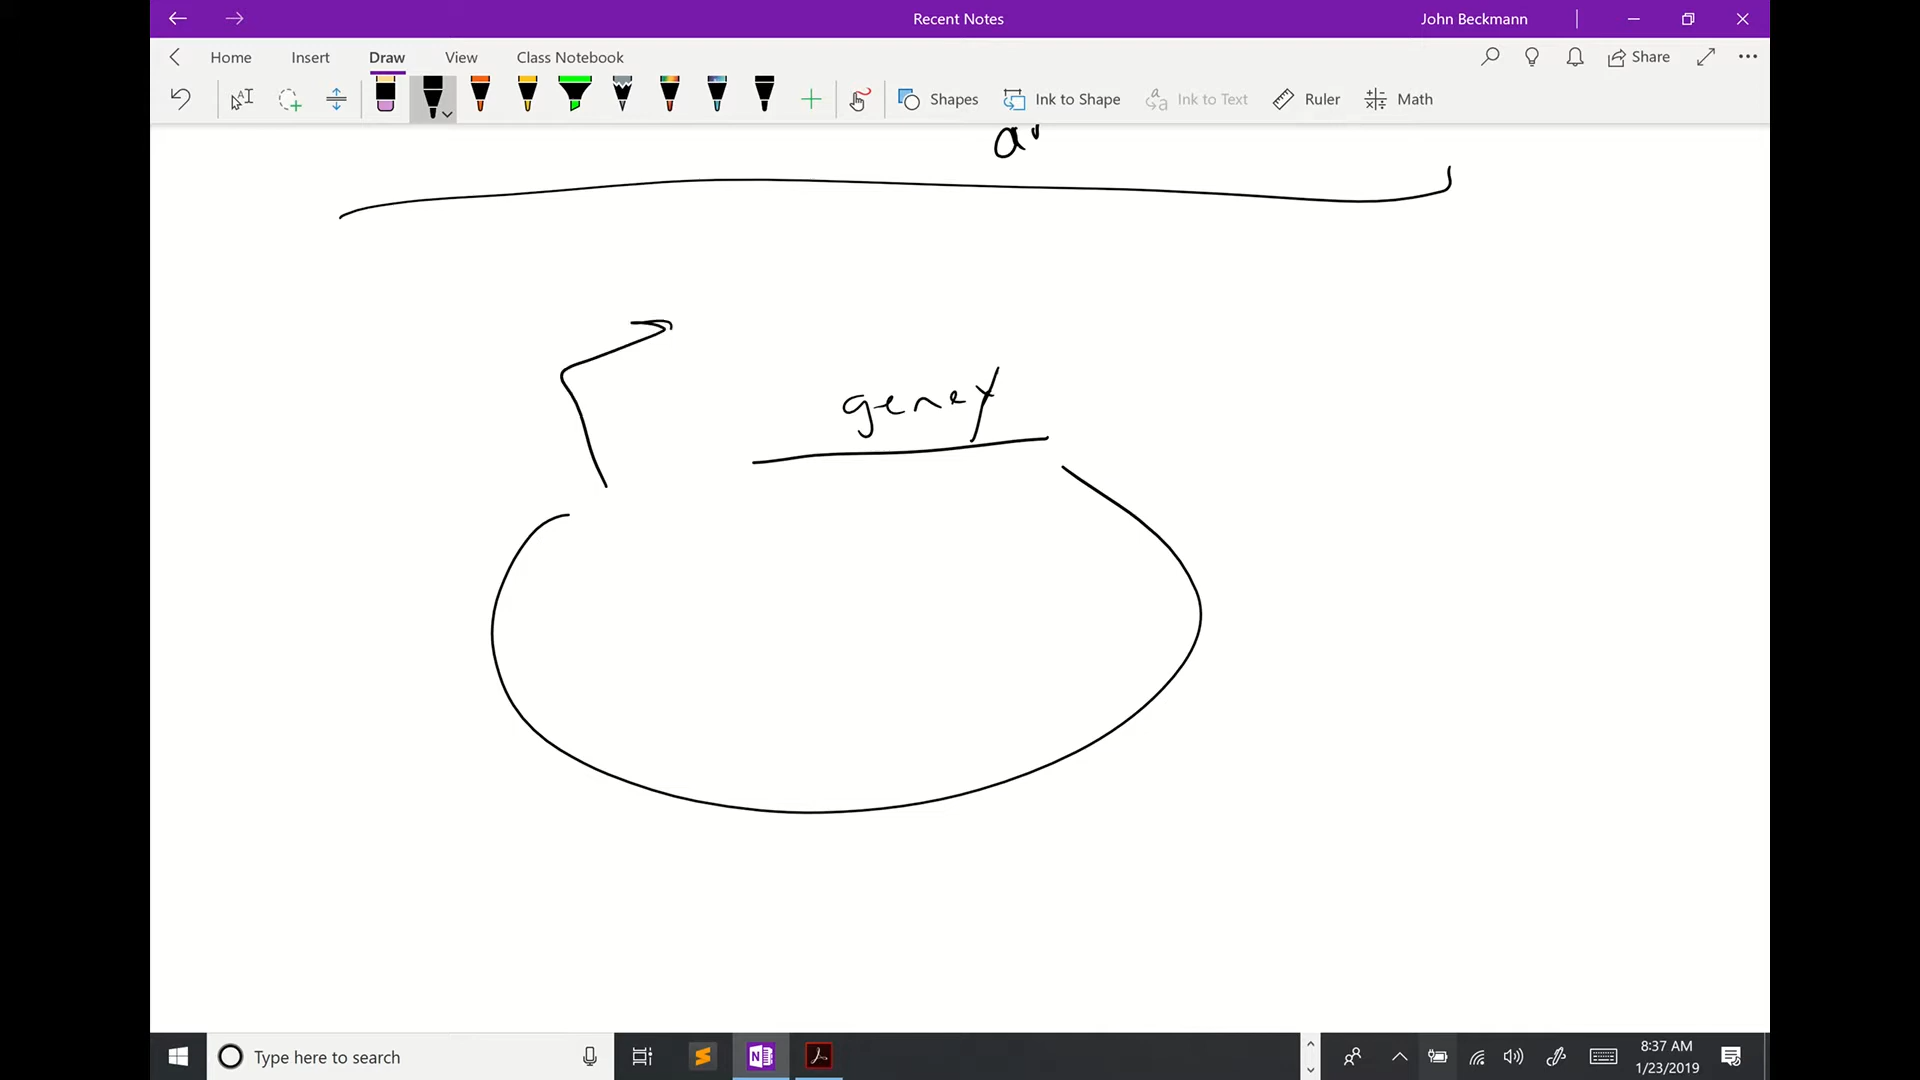 Recent Notes John Beckmann
Home Insert Draw View Class Notebook Share
Shapes Ink to Shape Ink to Text Ruler Math
gene y
Type here to search 8:37 AM
1/23/2019